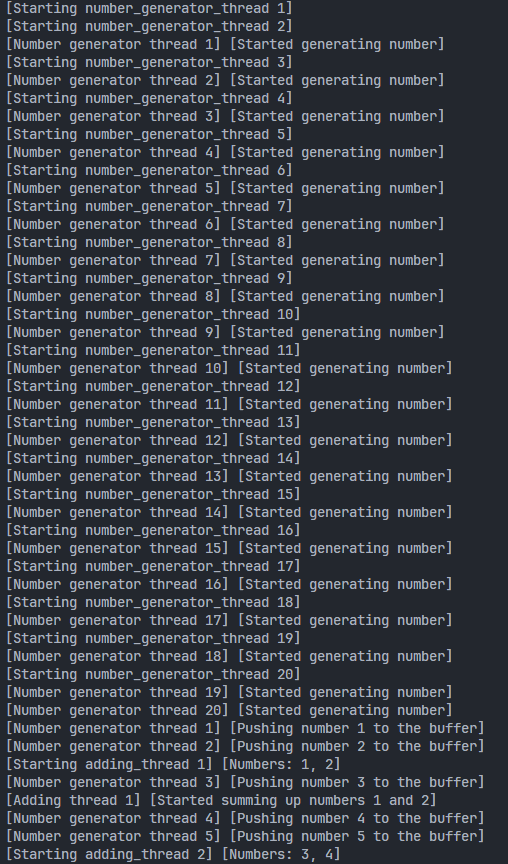 [Starting number_generator_thread 1]
[Starting number_generator_thread 2]
[Number generator thread 1] [Started generating number]
[Starting number_generator_thread 3]
[Number generator thread 2] [Started generating number]
[Starting number_generator_thread 4]
[Number generator thread 3] [Started generating number]
[Starting number_generator_thread 5]
[Number generator thread 4] [Started generating number]
[Starting number_generator_thread 6]
[Number generator thread 5] [Started generating number]
[Starting number_generator_thread 7]
[Number generator thread 6] [Started generating number]
[Starting number_generator_thread 8]
[Number generator thread 7] [Started generating number]
[Starting number_generator_thread 9]
[Number generator thread 8] [Started generating number]
[Starting number_generator_thread 10]
[Number generator thread 9] [Started generating number]
[Starting number_generator_thread 11]
[Number generator thread 10] [Started generating number]
[Starting number_generator_thread 12]
[Number generator thread 11] [Started generating number]
[Starting number_generator_thread 13]
[Number generator thread 12] [Started generating number]
[Starting number_generator_thread 14]
[Number generator thread 13] [Started generating number]
[Starting number_generator_thread 15]
[Number generator thread 14] [Started generating number]
[Starting number_generator_thread 16]
[Number generator thread 15] [Started generating number]
[Starting number_generator_thread 17]
[Number generator thread 16] [Started generating number]
[Starting number_generator_thread 18]
[Number generator thread 17] [Started generating number]
[Starting number_generator_thread 19]
[Number generator thread 18] [Started generating number]
[Starting number_generator_thread 20]
[Number generator thread 19] [Started generating number]
[Number generator thread 20] [Started generating number]
[Number generator thread 1] [Pushing number 1 to the buffer]
[Number generator thread 2] [Pushing number 2 to the buffer]
[Starting adding_thread 1] [Numbers: 1, 2]
[Number generator thread 3] [Pushing number 3 to the buffer]
[Adding thread 1] [Started summing up numbers 1 and 2]
[Number generator thread 4] [Pushing number 4 to the buffer]
[Number generator thread 5] [Pushing number 5 to the buffer]
[Starting adding_thread 2] [Numbers: 3, 4]